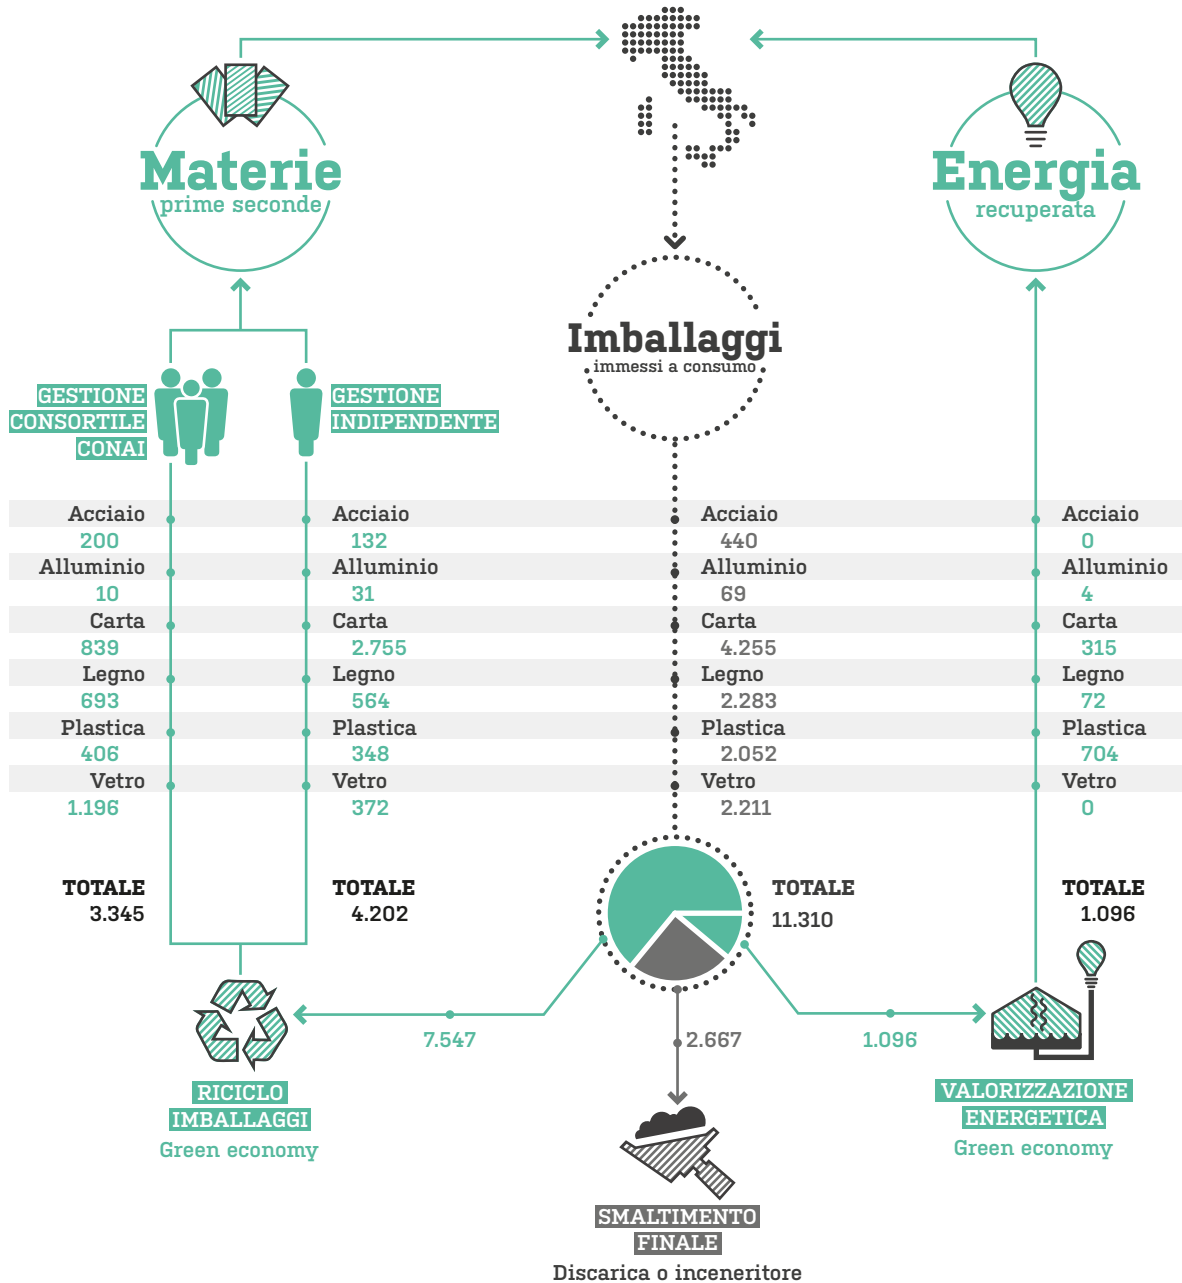 Materie
prime seconde
Energia
recuperata
Imballaggi
immessi a consumo
GESTIONE
CONSORTILE
CONAI
GESTIONE
INDIPENDENTE
Acciaio Acciaio Acciaio Acciaio
200 132 440 0
Alluminio Alluminio Alluminio Alluminio
10 31 69 4
Carta Carta Carta Carta
839 2.755 4.255 315
Legno Legno Legno Legno
693 564 2.283 72
Plastica Plastica Plastica Plastica
406 348 2.052 704
Vetro Vetro Vetro Vetro
1.196 372 2.211 0
TOTALE TOTALE TOTALE TOTALE
3.345 4.202 11.310 1.096
7.547 2.667 1.096
RICICLO
IMBALLAGGI
Green economy
VALORIZZAZIONE
ENERGETICA
Green economy
SMALTIMENTO
FINALE
Discarica o inceneritore